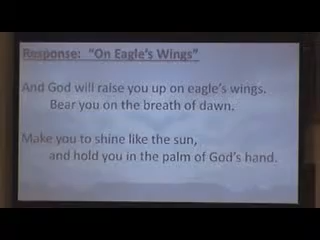 Response:  "On Eagle's Wings"
And God will raise you up on eagle's wings.
Bear you on the breath of dawn.
Make you to shine like the sun,
and hold you in the palm of God's hand.